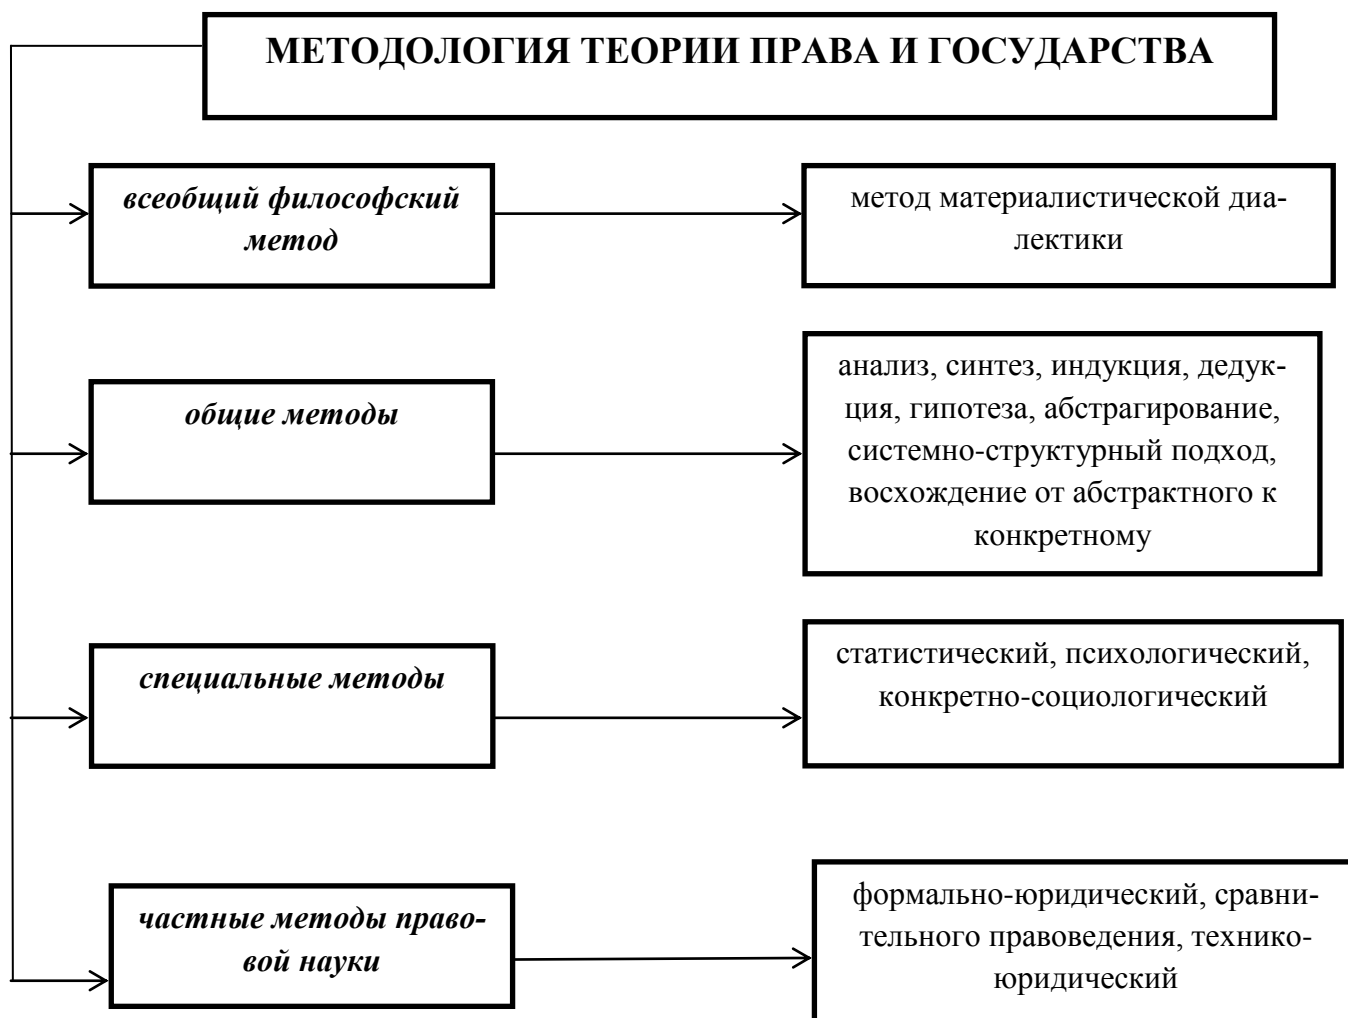 МЕТОДОЛОГИЯ ТЕОРИИ ПРАВА И ГОСУДАРСТВА
всеобщий философский
метод
метод материалистической диа-
лектики
общие методы
анализ, синтез, индукция, дедук-
ция, гипотеза, абстрагирование,
системно-структурный подход,
восхождение от абстрактного к
конкретному
специальные методы
статистический, психологический,
конкретно-социологический
частные методы право-
вой науки
формально-юридический, сравни-
тельного правоведения, технико-
юридический